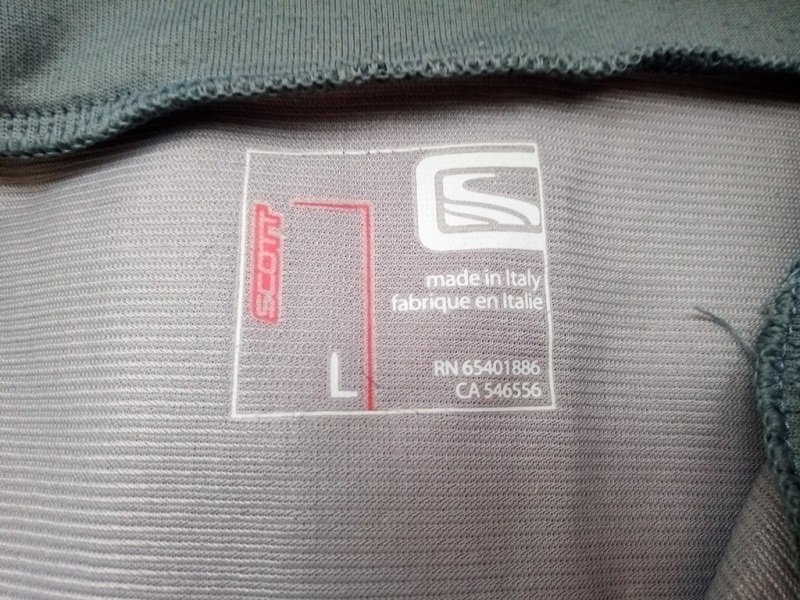 SCOTT
made in Italy
fabrique en Italie
L
RN 65401886
CA 546556